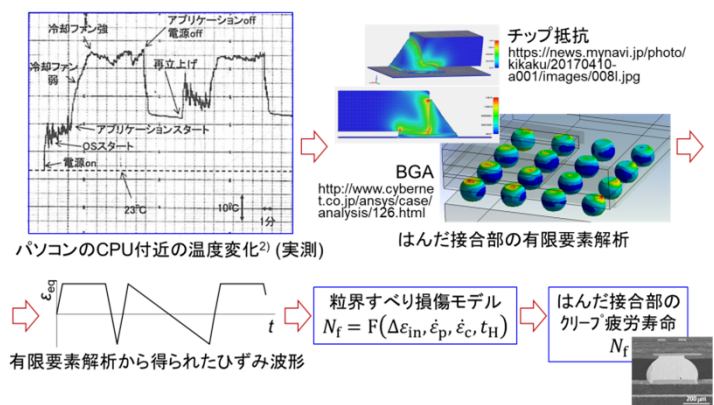 アプリケーションoff
電源off
冷却ファン強
冷却ファン
弱
再立上げ
アプリケーションスタート
OSスタート
電源on
23℃
10℃
1分
パソコンのCPU付近の温度変化2) (実測)
チップ抵抗
https://news.mynavi.jp/photo/
kikaku/20170410-
a001/images/008l.jpg
BGA
http://www.cyberne
t.co.jp/ansys/case/
analysis/126.html
はんだ接合部の有限要素解析
εeq
t
有限要素解析から得られたひずみ波形
粒界すべり損傷モデル
Nf = F(Δεin, ε̇p, ε̇c, tH)
はんだ接合部の
クリープ疲労寿命
Nf
200 μm